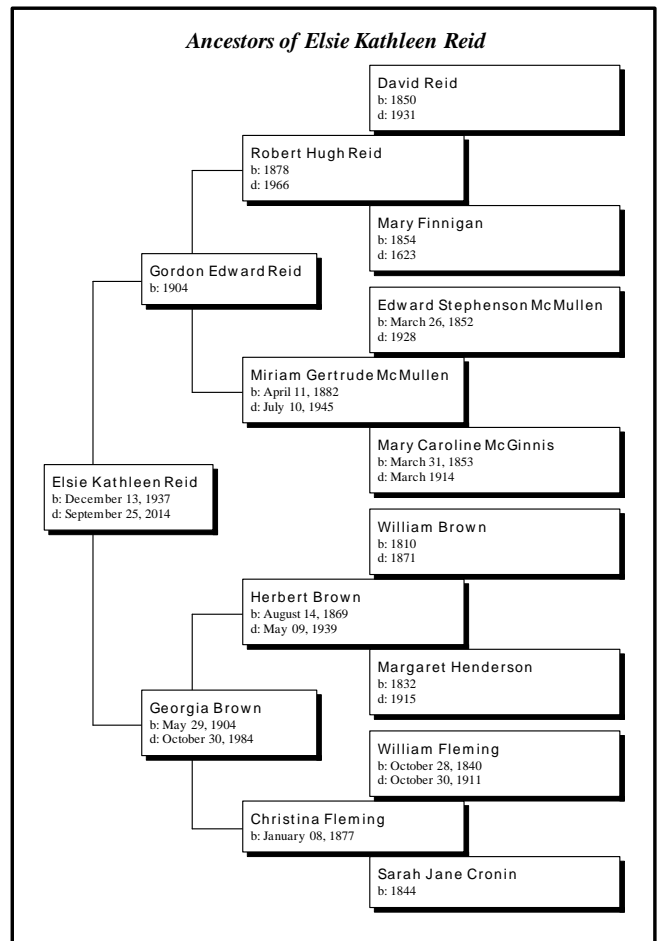 Ancestors of Elsie Kathleen Reid
David Reid
b: 1850
d: 1931
Robert Hugh Reid
b: 1878
d: 1966
Mary Finnigan
b: 1854
d: 1623
Gordon Edward Reid
b: 1904
Edward Stephenson McMullen
b: March 26, 1852
d: 1928
Miriam Gertrude McMullen
b: April 11, 1882
d: July 10, 1945
Mary Caroline McGinnis
b: March 31, 1853
d: March 1914
Elsie Kathleen Reid
b: December 13, 1937
d: September 25, 2014
William Brown
b: 1810
d: 1871
Herbert Brown
b: August 14, 1869
d: May 09, 1939
Margaret Henderson
b: 1832
d: 1915
Georgia Brown
b: May 29, 1904
d: October 30, 1984
William Fleming
b: October 28, 1840
d: October 30, 1911
Christina Fleming
b: January 08, 1877
Sarah Jane Cronin
b: 1844